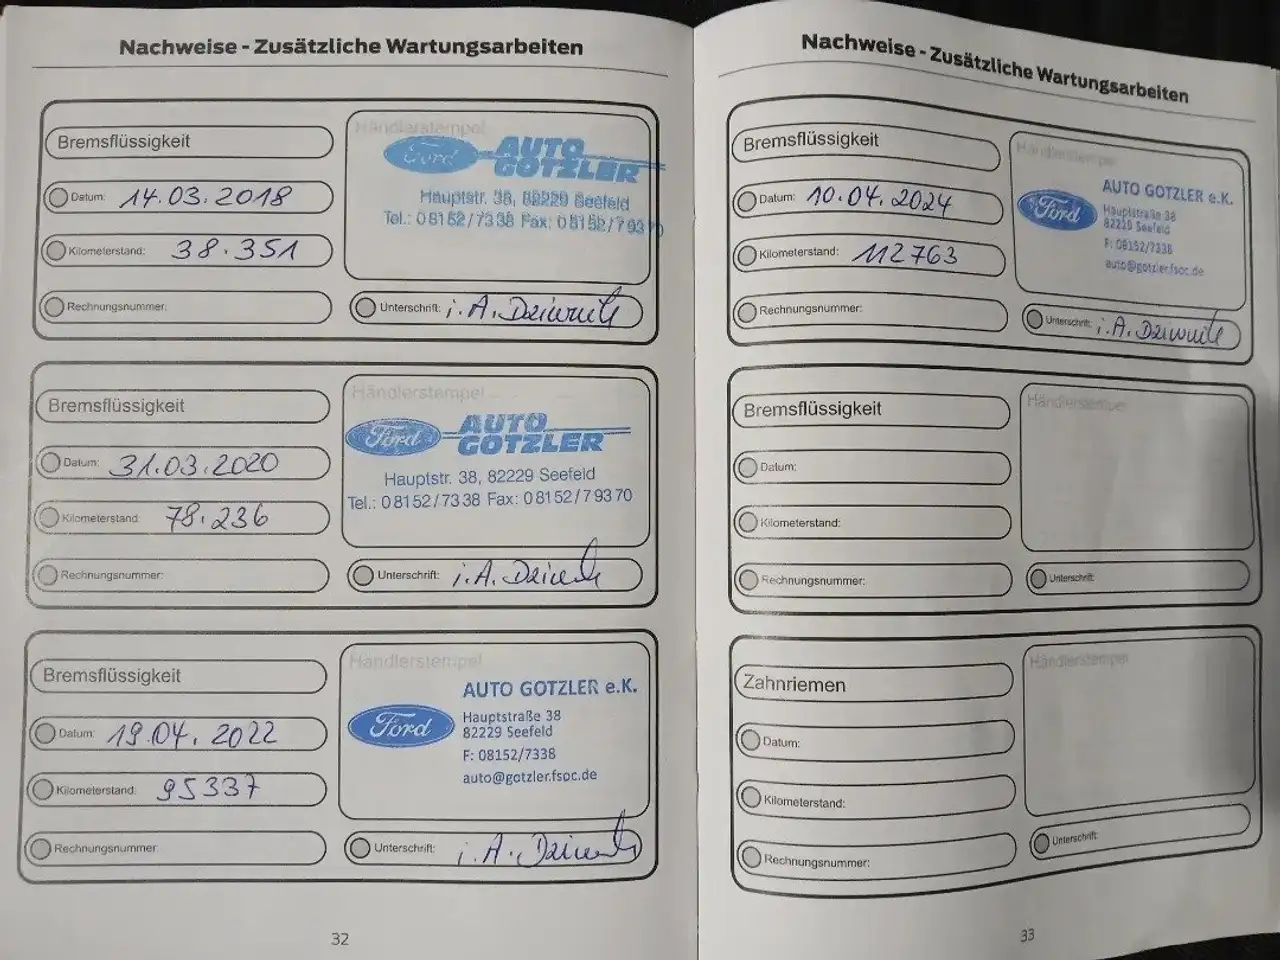 Nachweise - Zusätzliche Wartungsarbeiten
Bremsflüssigkeit
Datum: 14.03.2018
Kilometerstand: 38.351
Rechnungsnummer:
Händlerstempel
Ford AUTO GOTZLER
Hauptstr. 38, 82229 Seefeld
Tel.: 08152/7338 Fax: 08152/79370
Unterschrift: i.A.
Bremsflüssigkeit
Datum: 31.03.2020
Kilometerstand: 78.236
Rechnungsnummer:
Händlerstempel
Ford AUTO GOTZLER
Hauptstr. 38, 82229 Seefeld
Tel.: 08152/7338 Fax: 08152/79370
Unterschrift: i.A.
Bremsflüssigkeit
Datum: 19.04.2022
Kilometerstand: 95337
Rechnungsnummer:
Händlerstempel
AUTO GOTZLER e.K.
Ford
Hauptstraße 38
82229 Seefeld
F: 08152/7338
auto@gotzler.fsoc.de
Unterschrift: i.A.
32
Nachweise - Zusätzliche Wartungsarbeiten
Bremsflüssigkeit
Datum: 10.04.2024
Kilometerstand: 112763
Rechnungsnummer:
Händlerstempel
AUTO GOTZLER e.K.
Ford
Hauptstraße 38
82229 Seefeld
F: 08152/7338
auto@gotzler.fsoc.de
Unterschrift: i.A.
Bremsflüssigkeit
Datum:
Kilometerstand:
Rechnungsnummer:
Händlerstempel
Unterschrift:
Zahnriemen
Datum:
Kilometerstand:
Rechnungsnummer:
Händlerstempel
Unterschrift:
33